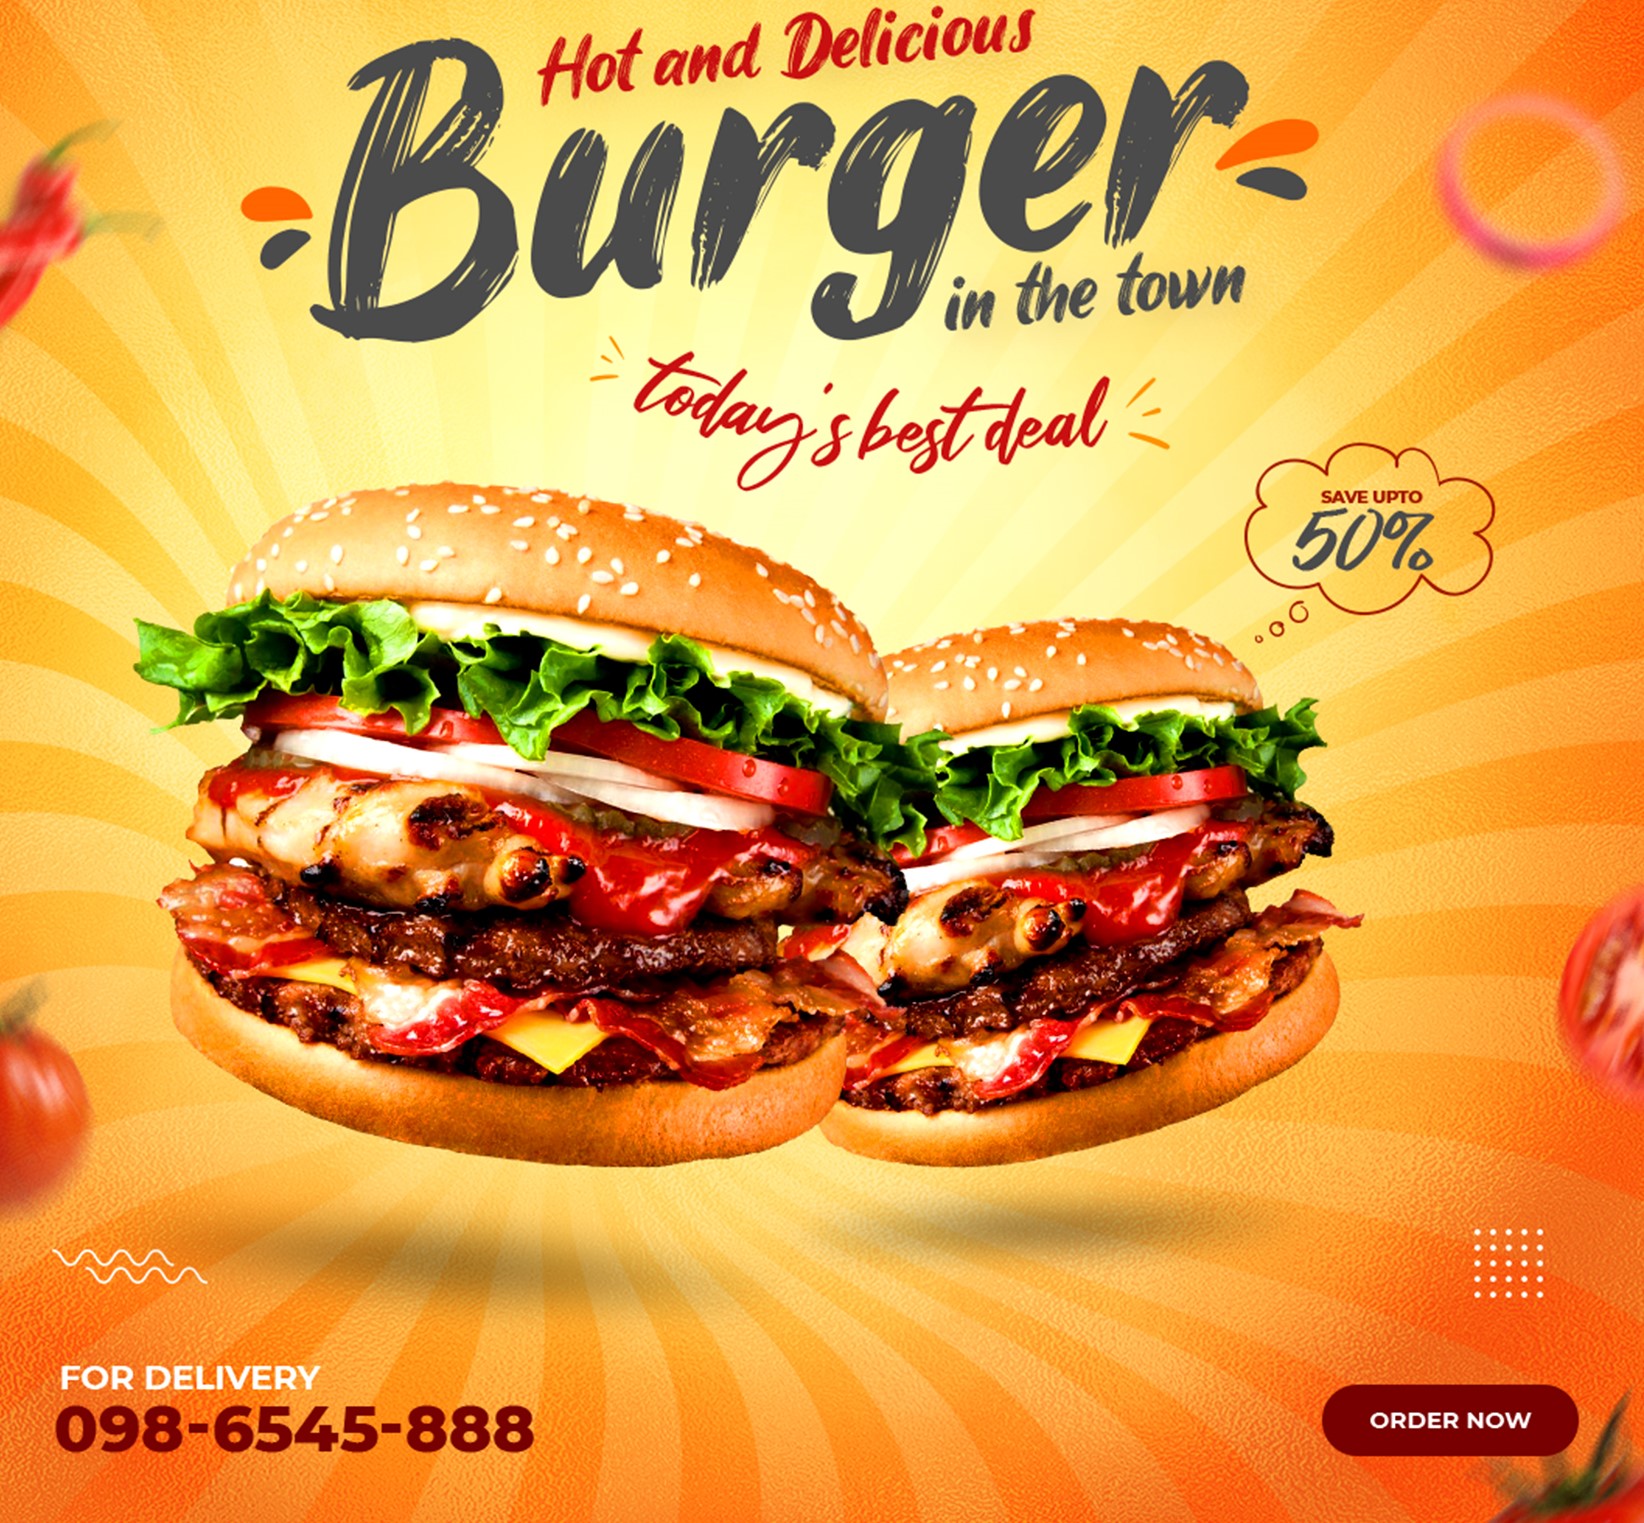 Hot and Delicious
Burger
in the town
today's best deal
SAVE UPTO
50%
FOR DELIVERY
098-6545-888
ORDER NOW